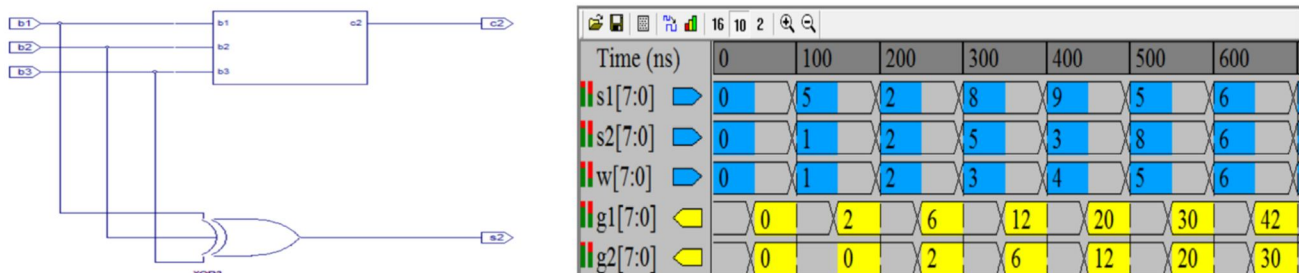 b1 b1 c2 c2
b2 b2
b3 b3
s2
16 10 2
Time (ns) 0 100 200 300 400 500 600
s1[7:0] 0 5 2 8 9 5 6
s2[7:0] 0 1 2 5 3 8 6
w[7:0] 0 1 2 3 4 5 6
g1[7:0] 0 2 6 12 20 30 42
g2[7:0] 0 0 2 6 12 20 30